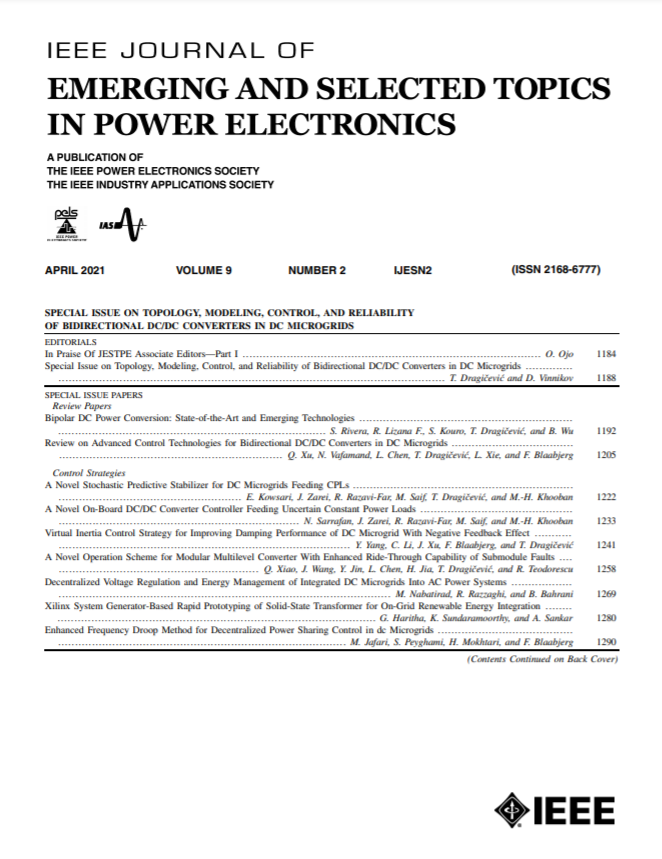 IEEE JOURNAL OF
EMERGING AND SELECTED TOPICS
IN POWER ELECTRONICS
A PUBLICATION OF
THE IEEE POWER ELECTRONICS SOCIETY
THE IEEE INDUSTRY APPLICATIONS SOCIETY
pels
IEEE POWER
ELECTRONICS SOCIETY
IAS
APRIL 2021 VOLUME 9 NUMBER 2 IJESN2 (ISSN 2168-6777)
SPECIAL ISSUE ON TOPOLOGY, MODELING, CONTROL, AND RELIABILITY
OF BIDIRECTIONAL DC/DC CONVERTERS IN DC MICROGRIDS
EDITORIALS
In Praise Of JESTPE Associate Editors—Part I ........ O. Ojo 1184
Special Issue on Topology, Modeling, Control, and Reliability of Bidirectional DC/DC Converters in DC Microgrids ........
........ T. Dragičević and D. Vinnikov 1188
SPECIAL ISSUE PAPERS
Review Papers
Bipolar DC Power Conversion: State-of-the-Art and Emerging Technologies ........
........ S. Rivera, R. Lizana F., S. Kouro, T. Dragičević, and B. Wu 1192
Review on Advanced Control Technologies for Bidirectional DC/DC Converters in DC Microgrids ........
........ Q. Xu, N. Vafamand, L. Chen, T. Dragičević, L. Xie, and F. Blaabjerg 1205
Control Strategies
A Novel Stochastic Predictive Stabilizer for DC Microgrids Feeding CPLs ........
........ E. Kowsari, J. Zarei, R. Razavi-Far, M. Saif, T. Dragičević, and M.-H. Khooban 1222
A Novel On-Board DC/DC Converter Controller Feeding Uncertain Constant Power Loads ........
........ N. Sarrafan, J. Zarei, R. Razavi-Far, M. Saif, and M.-H. Khooban 1233
Virtual Inertia Control Strategy for Improving Damping Performance of DC Microgrid With Negative Feedback Effect ........
........ Y. Yang, C. Li, J. Xu, F. Blaabjerg, and T. Dragičević 1241
A Novel Operation Scheme for Modular Multilevel Converter With Enhanced Ride-Through Capability of Submodule Faults ....
........ Q. Xiao, J. Wang, Y. Jin, L. Chen, H. Jia, T. Dragičević, and R. Teodorescu 1258
Decentralized Voltage Regulation and Energy Management of Integrated DC Microgrids Into AC Power Systems ........
........ M. Nabatirad, R. Razzaghi, and B. Bahrani 1269
Xilinx System Generator-Based Rapid Prototyping of Solid-State Transformer for On-Grid Renewable Energy Integration ........
........ G. Haritha, K. Sundaramoorthy, and A. Sankar 1280
Enhanced Frequency Droop Method for Decentralized Power Sharing Control in dc Microgrids ........
........ M. Jafari, S. Peyghami, H. Mokhtari, and F. Blaabjerg 1290
(Contents Continued on Back Cover)
IEEE